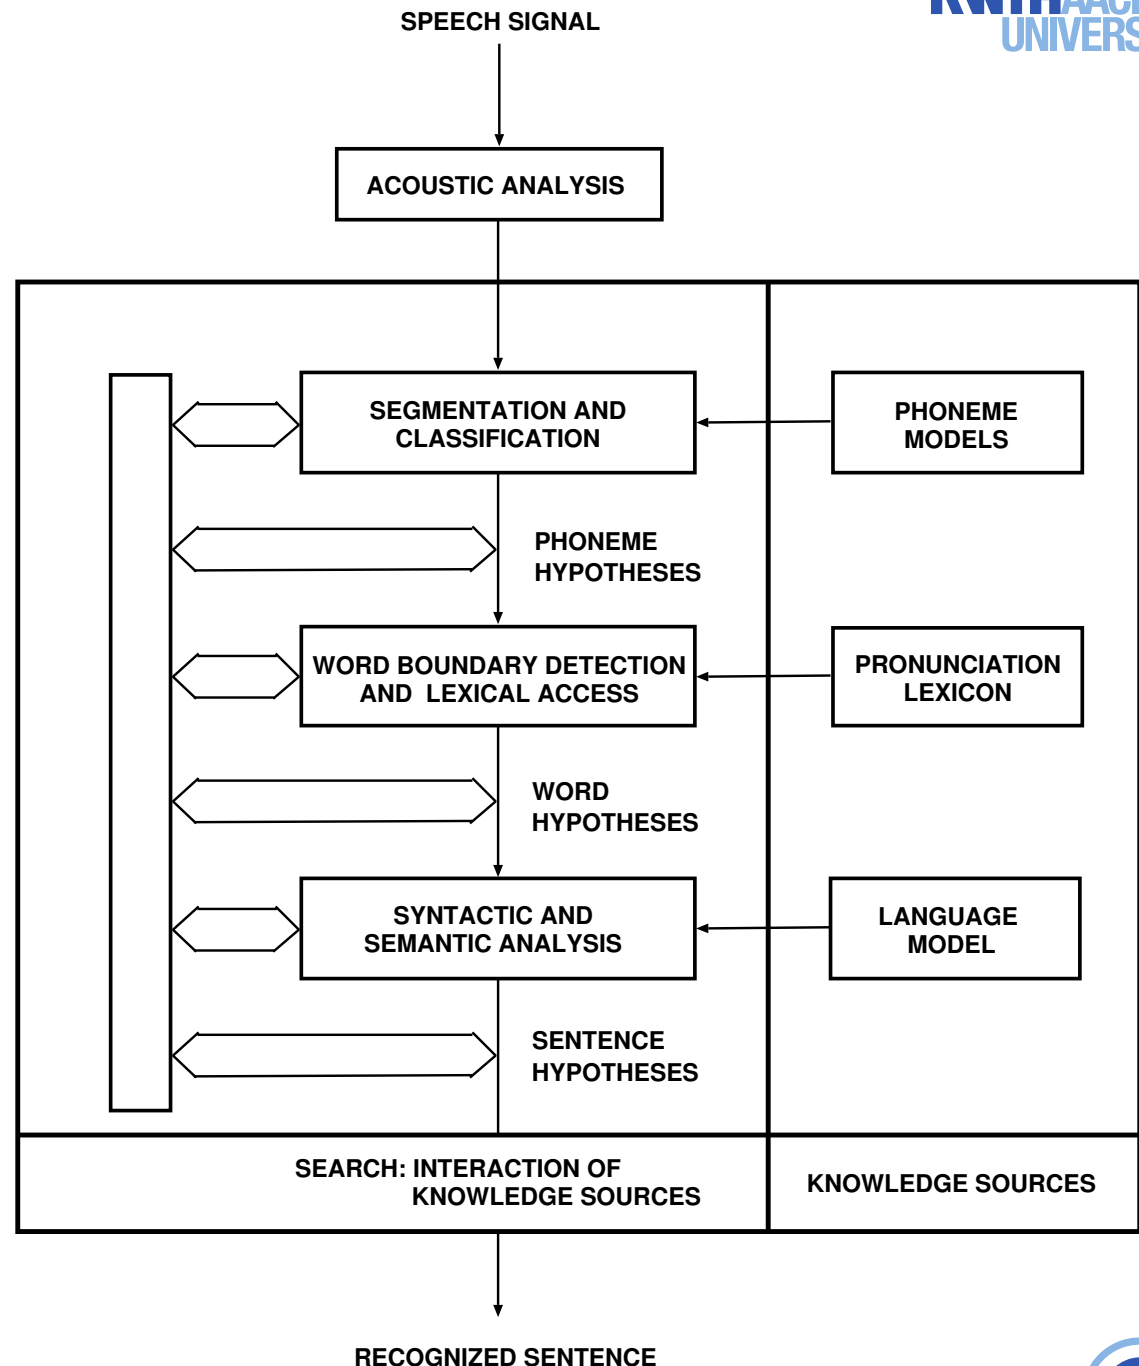 SPEECH SIGNAL
UNIVERS
ACOUSTIC ANALYSIS
SEGMENTATION AND
CLASSIFICATION
PHONEME
MODELS
PHONEME
HYPOTHESES
WORD BOUNDARY DETECTION
AND LEXICAL ACCESS
PRONUNCIATION
LEXICON
WORD
HYPOTHESES
SYNTACTIC AND
SEMANTIC ANALYSIS
LANGUAGE
MODEL
SENTENCE
HYPOTHESES
SEARCH: INTERACTION OF
KNOWLEDGE SOURCES
KNOWLEDGE SOURCES
RECOGNIZED SENTENCE